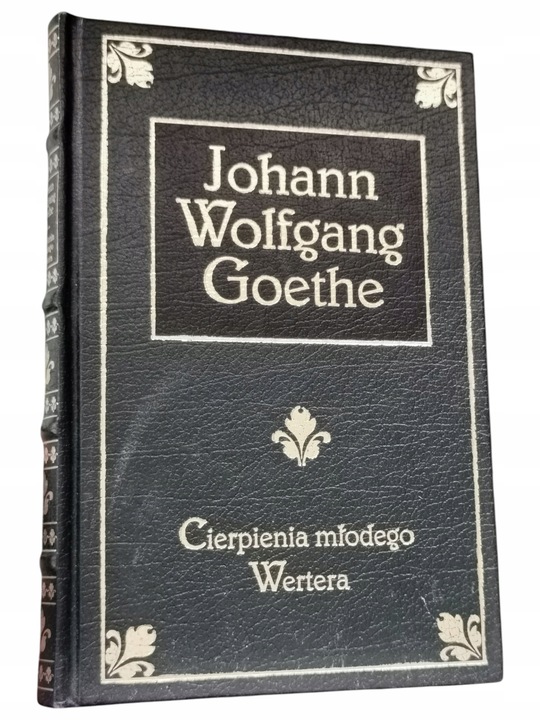 Johann
Wolfgang
Goethe
Cierpienia młodego
Wertera